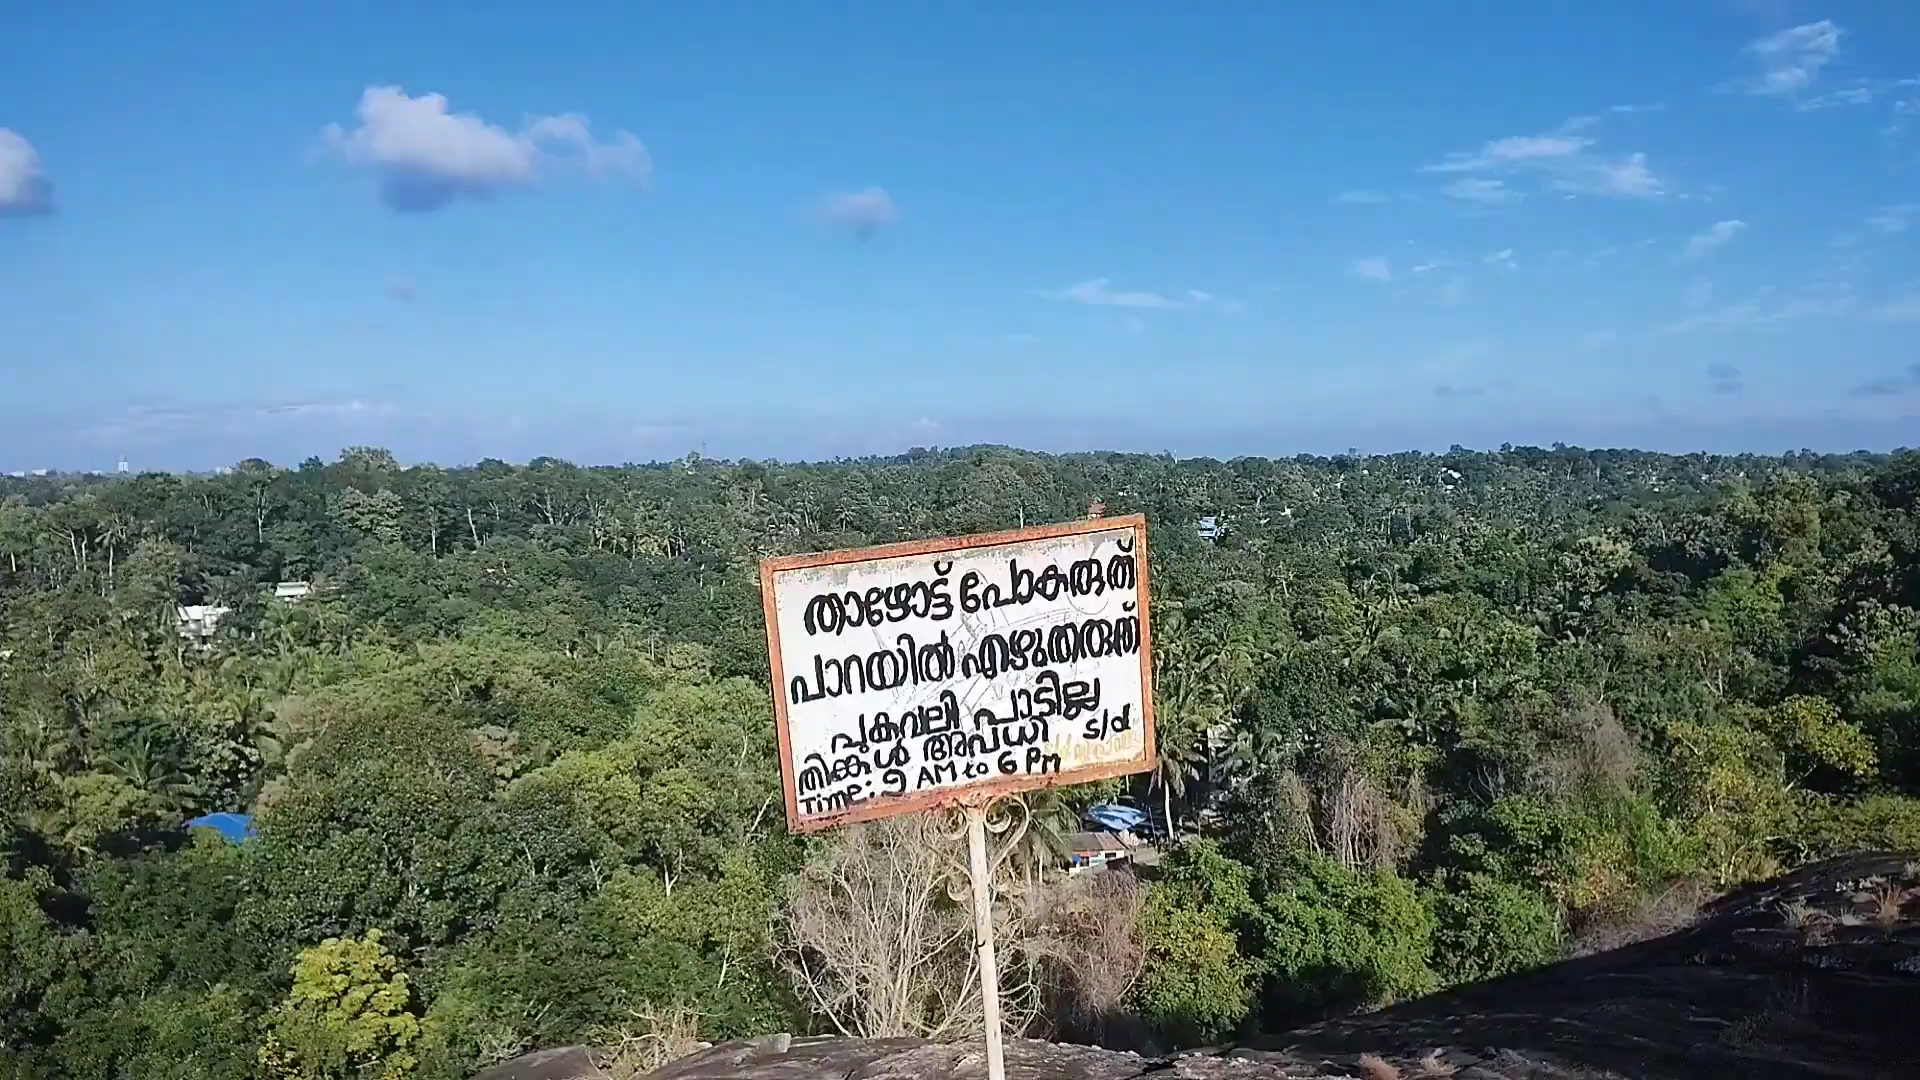 താഴോട്ട് പോകരുത്
പാറയിൽ എഴുതരുത്
പുകവലി പാടില്ല
തിങ്കൾ അവധി s/d
Time: 9 AM to 6 PM